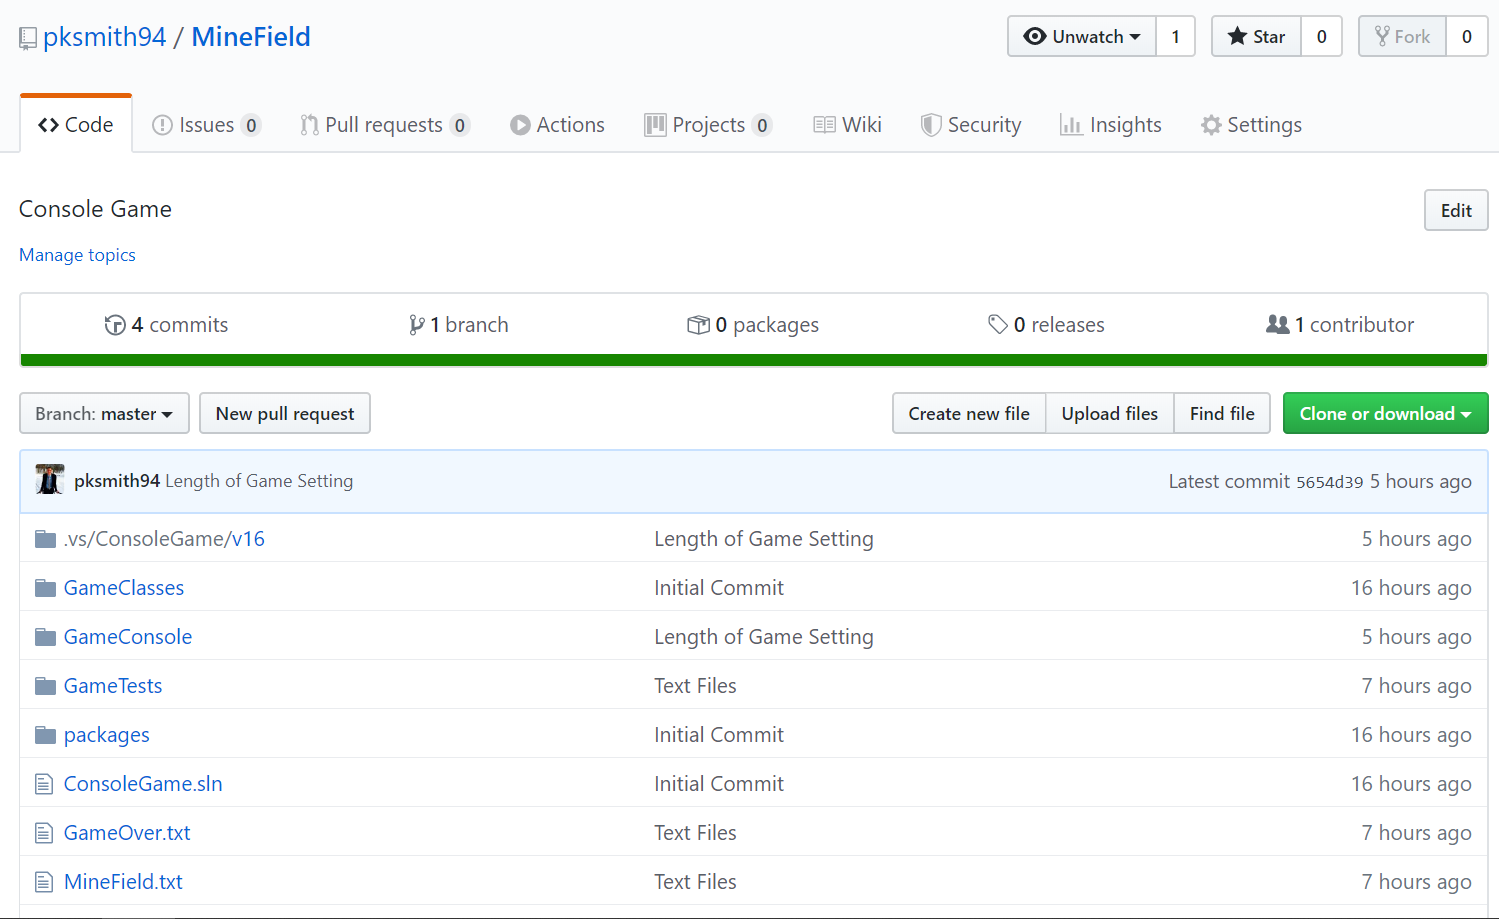 pksmith94 / MineField
Unwatch 1 Star 0 Fork 0
Code Issues 0 Pull requests 0 Actions Projects 0 Wiki Security Insights Settings
Console Game
Edit
Manage topics
4 commits 1 branch 0 packages 0 releases 1 contributor
Branch: master New pull request Create new file Upload files Find file Clone or download
pksmith94 Length of Game Setting Latest commit 5654d39 5 hours ago
.vs/ConsoleGame/v16 Length of Game Setting 5 hours ago
GameClasses Initial Commit 16 hours ago
GameConsole Length of Game Setting 5 hours ago
GameTests Text Files 7 hours ago
packages Initial Commit 16 hours ago
ConsoleGame.sln Initial Commit 16 hours ago
GameOver.txt Text Files 7 hours ago
MineField.txt Text Files 7 hours ago